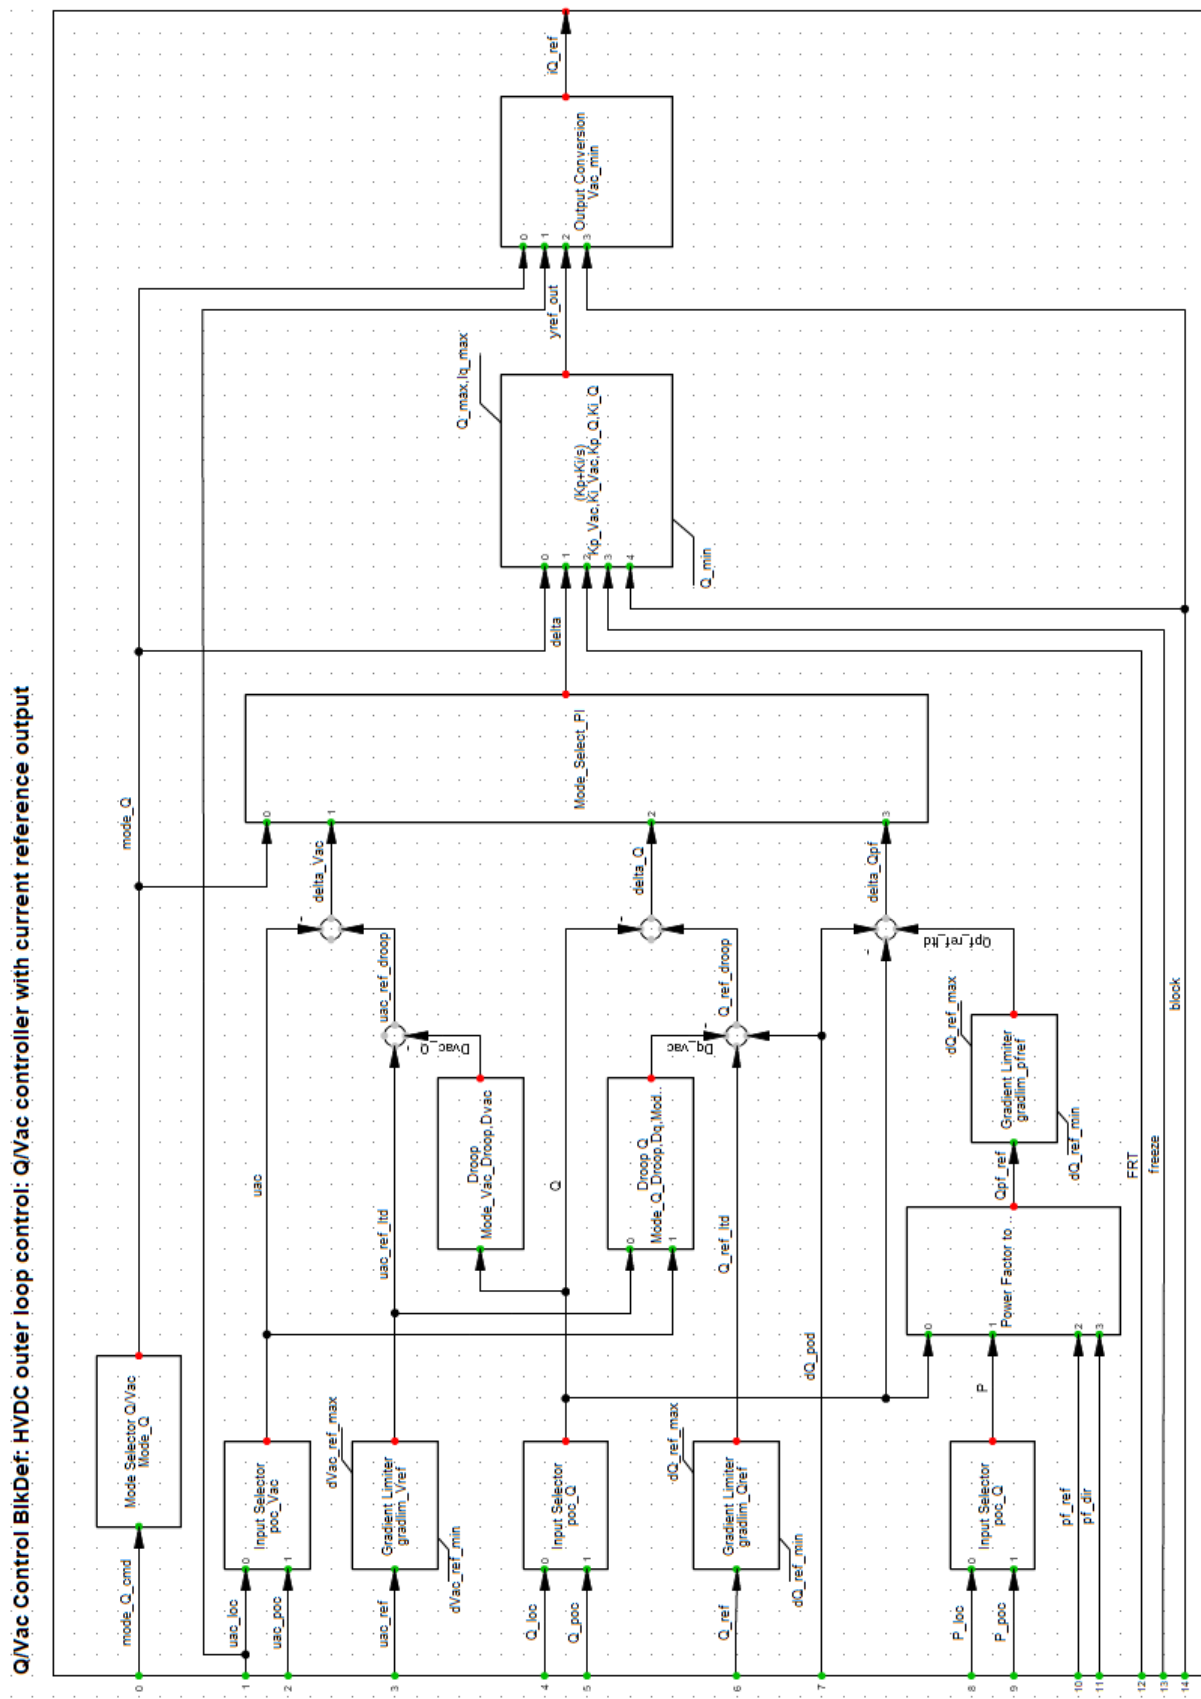 Q/Vac Control BlkDef: HVDC outer loop control: Q/Vac controller with current reference output
0
mode_Q_cmd
Mode Selector Q/Vac
Mode_Q
mode_Q
1
uac_loc
2
uac_poc
0
1
Input Selector
poc_Vac
uac
3
uac_ref
dVac_ref_max
Gradient Limiter
gradlim_Vref
dVac_ref_min
uac_ref_ltd
Droop
Mode_Vac_Droop,Dvac
Dvac_Q
-
uac_ref_droop
-
delta_Vac
4
Q_loc
5
Q_poc
0
1
Input Selector
poc_Q
Q
0
1
Droop Q
Mode_Q_Droop,Dq,Mod..
Dq_vac
-
Q_ref_droop
-
delta_Q
6
Q_ref
dQ_ref_max
Gradient Limiter
gradlim_Qref
dQ_ref_min
Q_ref_ltd
7
dQ_pod
8
P_loc
9
P_poc
0
1
Input Selector
poc_Q
P
10
pf_ref
11
pf_dir
0
1
2
3
Power Factor to ..
Qpf_ref
dQ_ref_max
Gradient Limiter
gradlim_pfref
dQ_ref_min
Qpf_ref_ltd
-
delta_Qpf
12
FRT
13
freeze
14
block
0
1
2
3
Mode_Select_PI
delta
0
1
2
3
4
Q_max,Iq_max
(Kp+Ki/s)
Kp_Vac,Ki_Vac,Kp_Q,Ki_Q
Q_min
yref_out
0
1
2
3
Output Conversion
Vac_min
iQ_ref